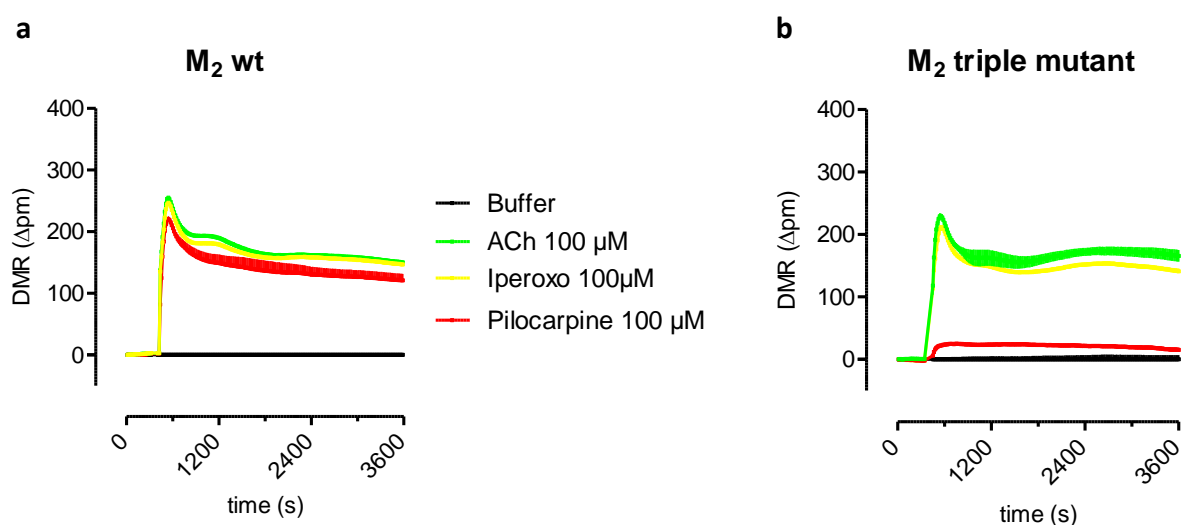 a
M2 wt
400
300
200
100
0
DMR (Δpm)
0
1200
2400
3600
time (s)
Buffer
ACh 100 µM
Iperoxo 100µM
Pilocarpine 100 µM
b
M2 triple mutant
400
300
200
100
0
DMR (Δpm)
0
1200
2400
3600
time (s)